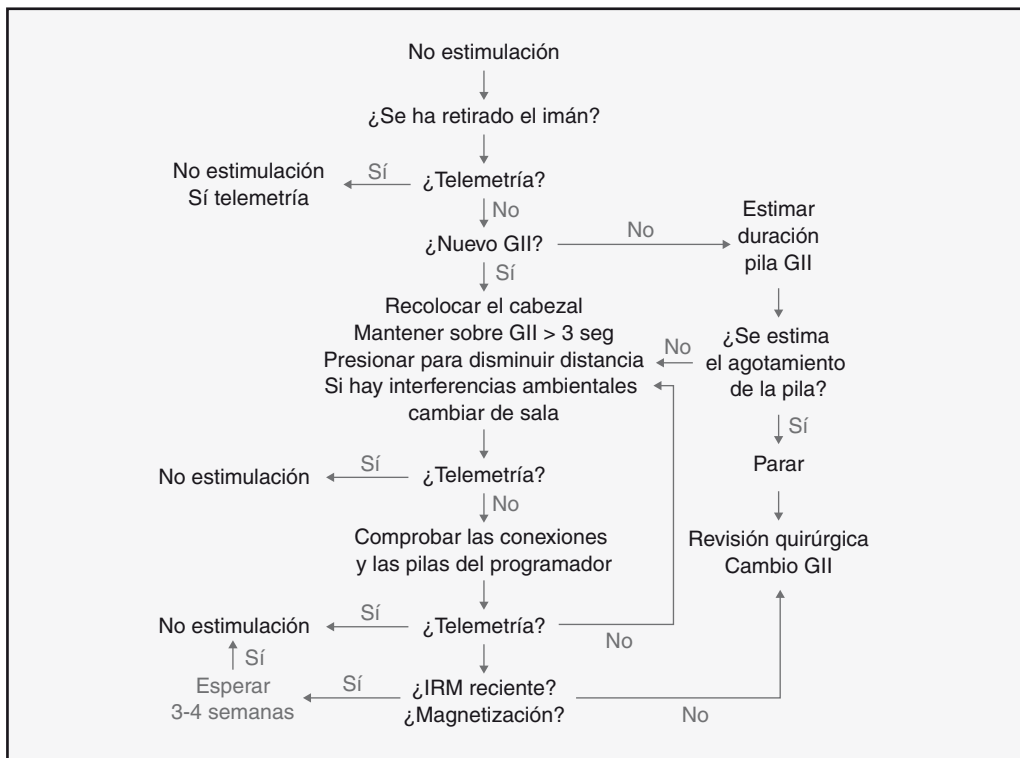 No estimulación
¿Se ha retirado el imán?
No estimulación
Sí telemetría
Sí
¿Telemetría?
No
¿Nuevo GII?
No
Estimar
duración
pila GII
Sí
Recolocar el cabezal
Mantener sobre GII > 3 seg
Presionar para disminuir distancia
Si hay interferencias ambientales
cambiar de sala
No
¿Se estima
el agotamiento
de la pila?
Sí
Parar
Revisión quirúrgica
Cambio GII
No estimulación
Sí
¿Telemetría?
No
Comprobar las conexiones
y las pilas del programador
No estimulación
Sí
¿Telemetría?
No
Sí
Esperar
3-4 semanas
Sí
¿IRM reciente?
¿Magnetización?
No